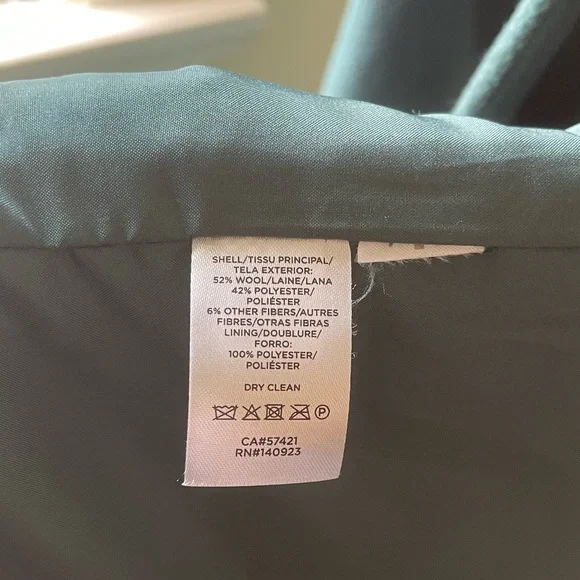 SHELL/TISSU PRINCIPAL/
TELA EXTERIOR:
52% WOOL/LAINE/LANA
42% POLYESTER/
POLIÉSTER
6% OTHER FIBERS/AUTRES
FIBRES/OTRAS FIBRAS
LINING/DOUBLURE/
FORRO:
100% POLYESTER/
POLIÉSTER
DRY CLEAN
P
CA#57421
RN#140923